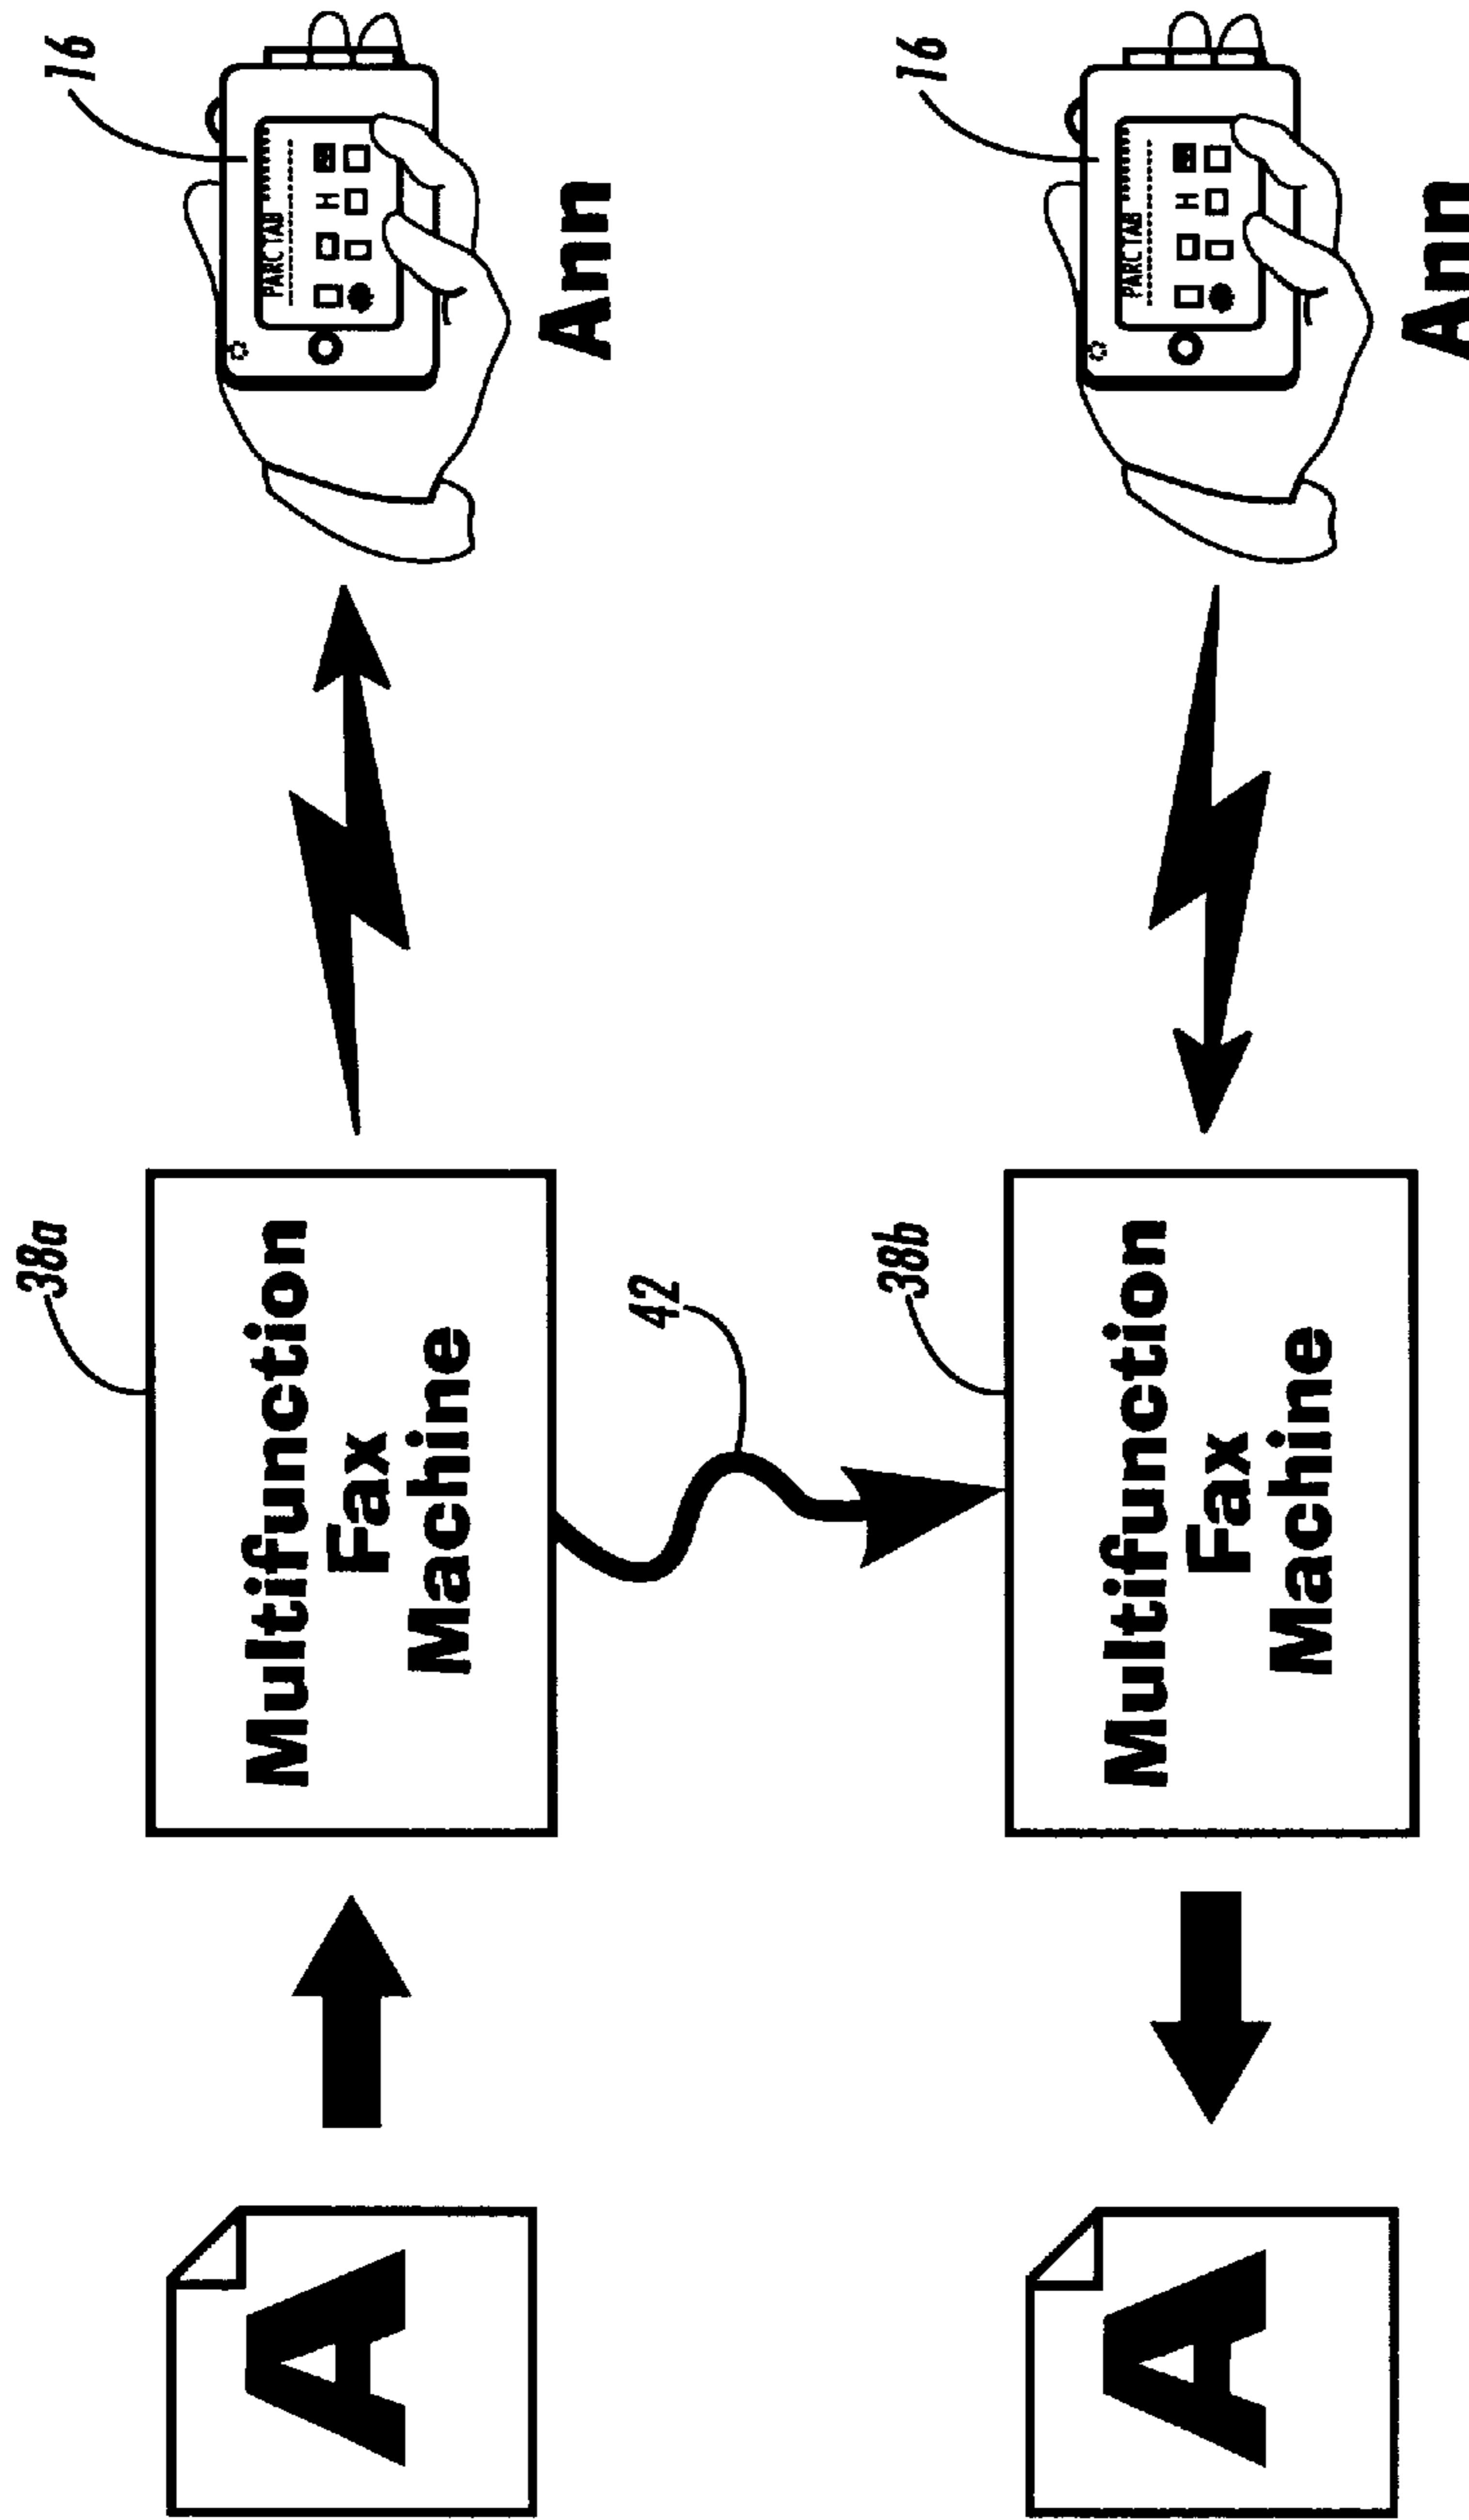 38a
16
A
Multifunction
Fax
Machine
PARCTAB
Ann
42
38b
16
A
Multifunction
Fax
Machine
PARCTAB
Ann